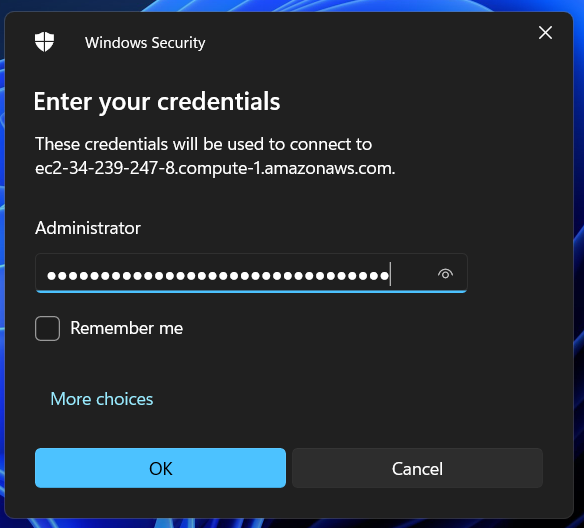 Windows Security
Enter your credentials
These credentials will be used to connect to
ec2-34-239-247-8.compute-1.amazonaws.com.
Administrator
●●●●●●●●●●●●●●●●●●●●●●●●●●●●●●●●
Remember me
More choices
OK
Cancel